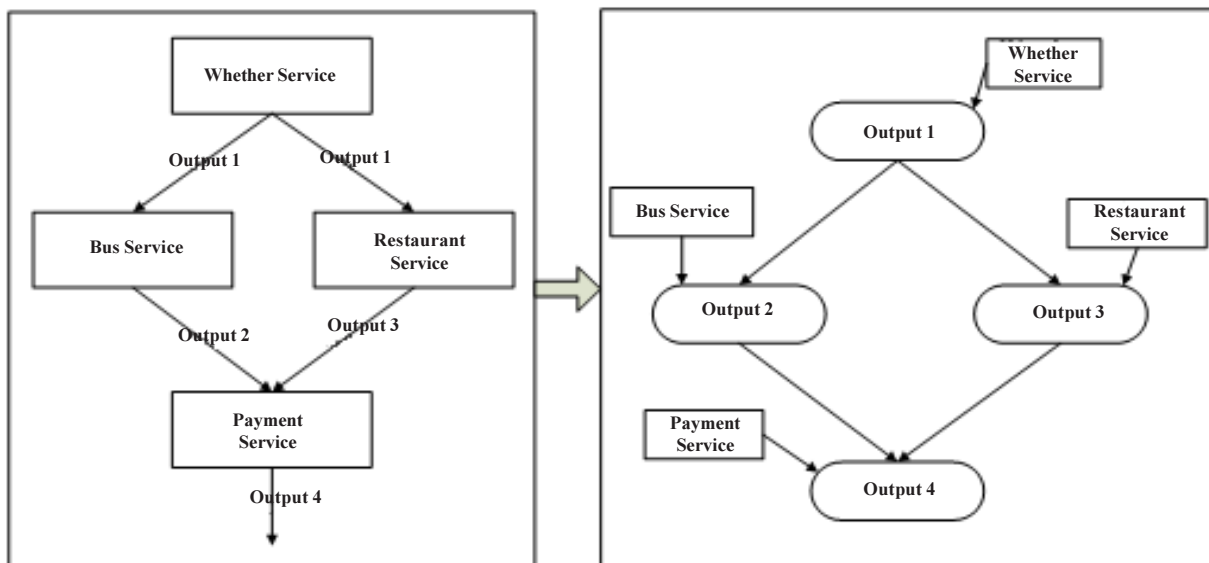 Whether Service
Output 1
Output 1
Bus Service
Restaurant
Service
Output 2
Output 3
Payment
Service
Output 4
Whether
Service
Output 1
Bus Service
Restaurant
Service
Output 2
Output 3
Payment
Service
Output 4